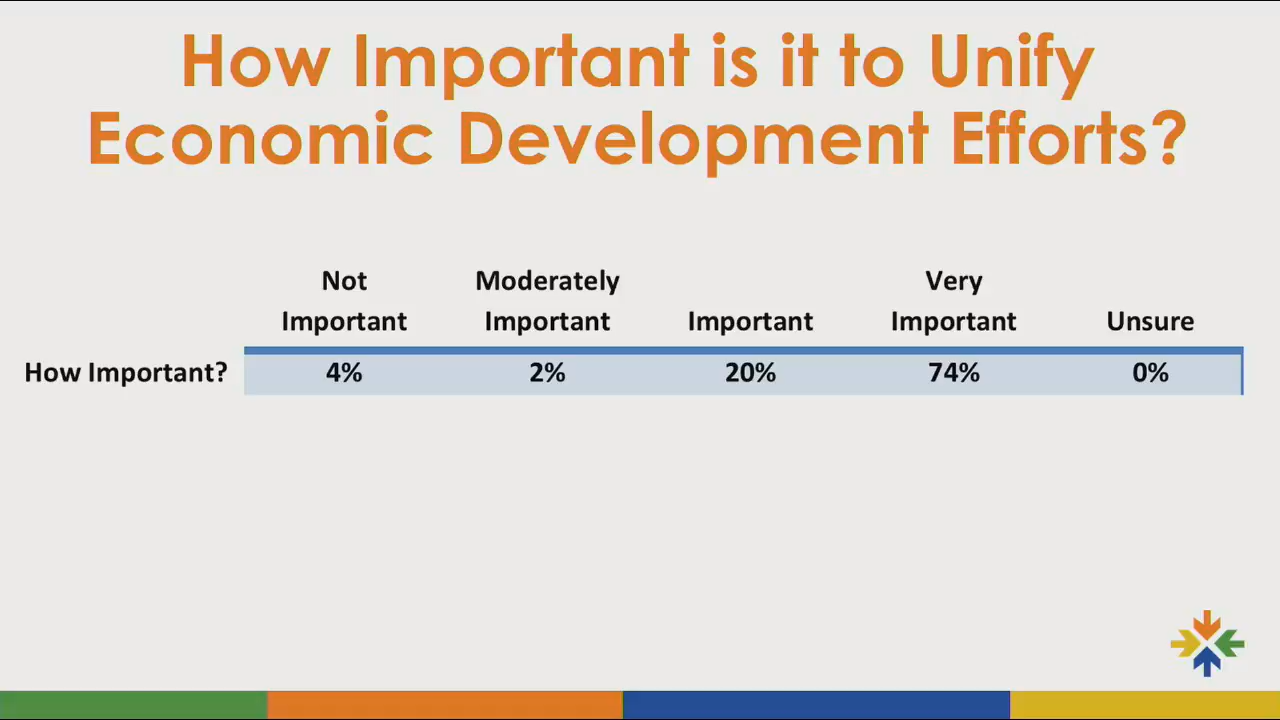 How Important is it to Unify
Economic Development Efforts?
Not Moderately Very
Important Important Important Important Unsure
How Important? 4% 2% 20% 74% 0%